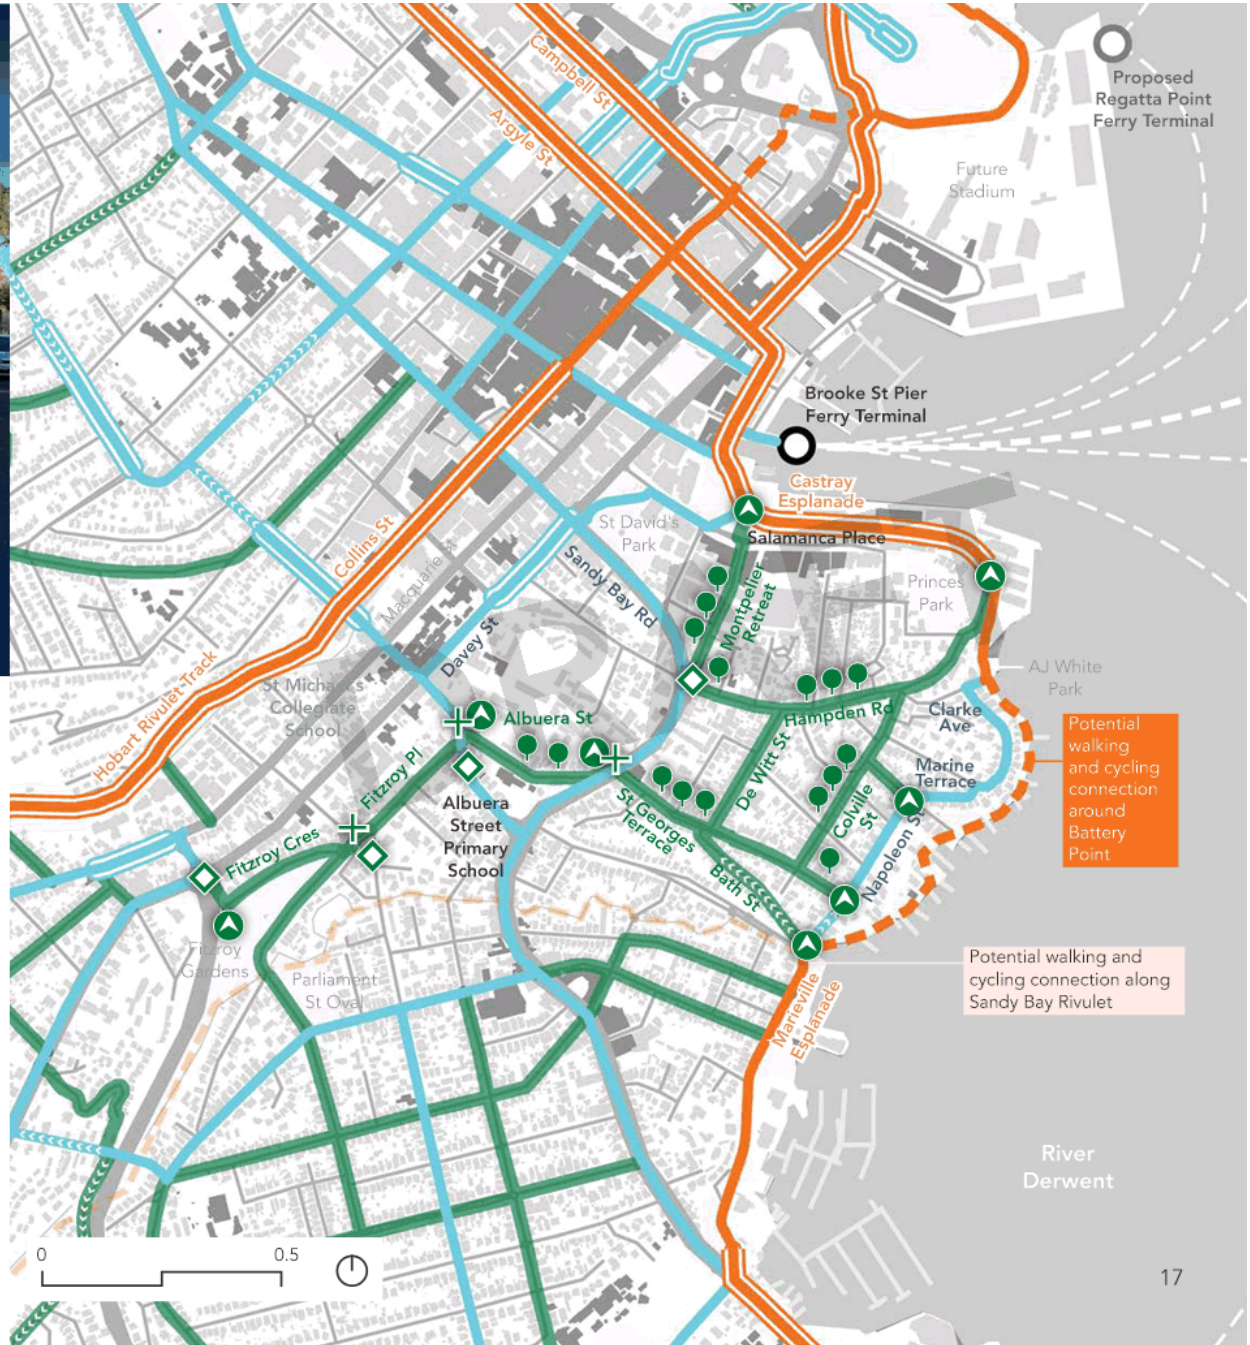 Campbell St
Argyle St
Proposed
Regatta Point
Ferry Terminal
Future
Stadium
Brooke St Pier
Ferry Terminal
Castray
Esplanade
Salamanca Place
St David's
Park
Collins St
Macquarie St
Sandy Bay Rd
Montpelier
Retreat
Princes
Park
Davey St
AJ White
Park
Hobart Rivulet Track
St Michael's
Collegiate
School
Albuera St
Hampden Rd
Clarke
Ave
Potential
walking
and cycling
connection
around
Battery
Point
Fitzroy Pl
De Witt St
Marine
Terrace
Albuera
Street
Primary
School
St Georges
Terrace
Colville
St
Napoleon St
Fitzroy Cres
Bath St
Fitzroy
Gardens
Parliament
St Oval
Potential walking and
cycling connection along
Sandy Bay Rivulet
Marieville
Esplanade
River
Derwent
0 0.5
17